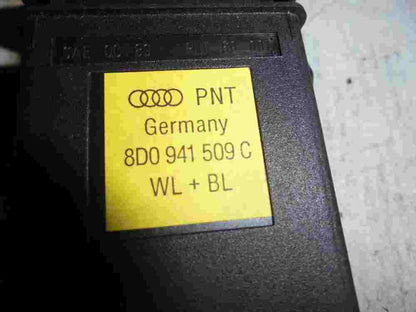 PNT
Germany
8D0 941 509 C
WL + BL